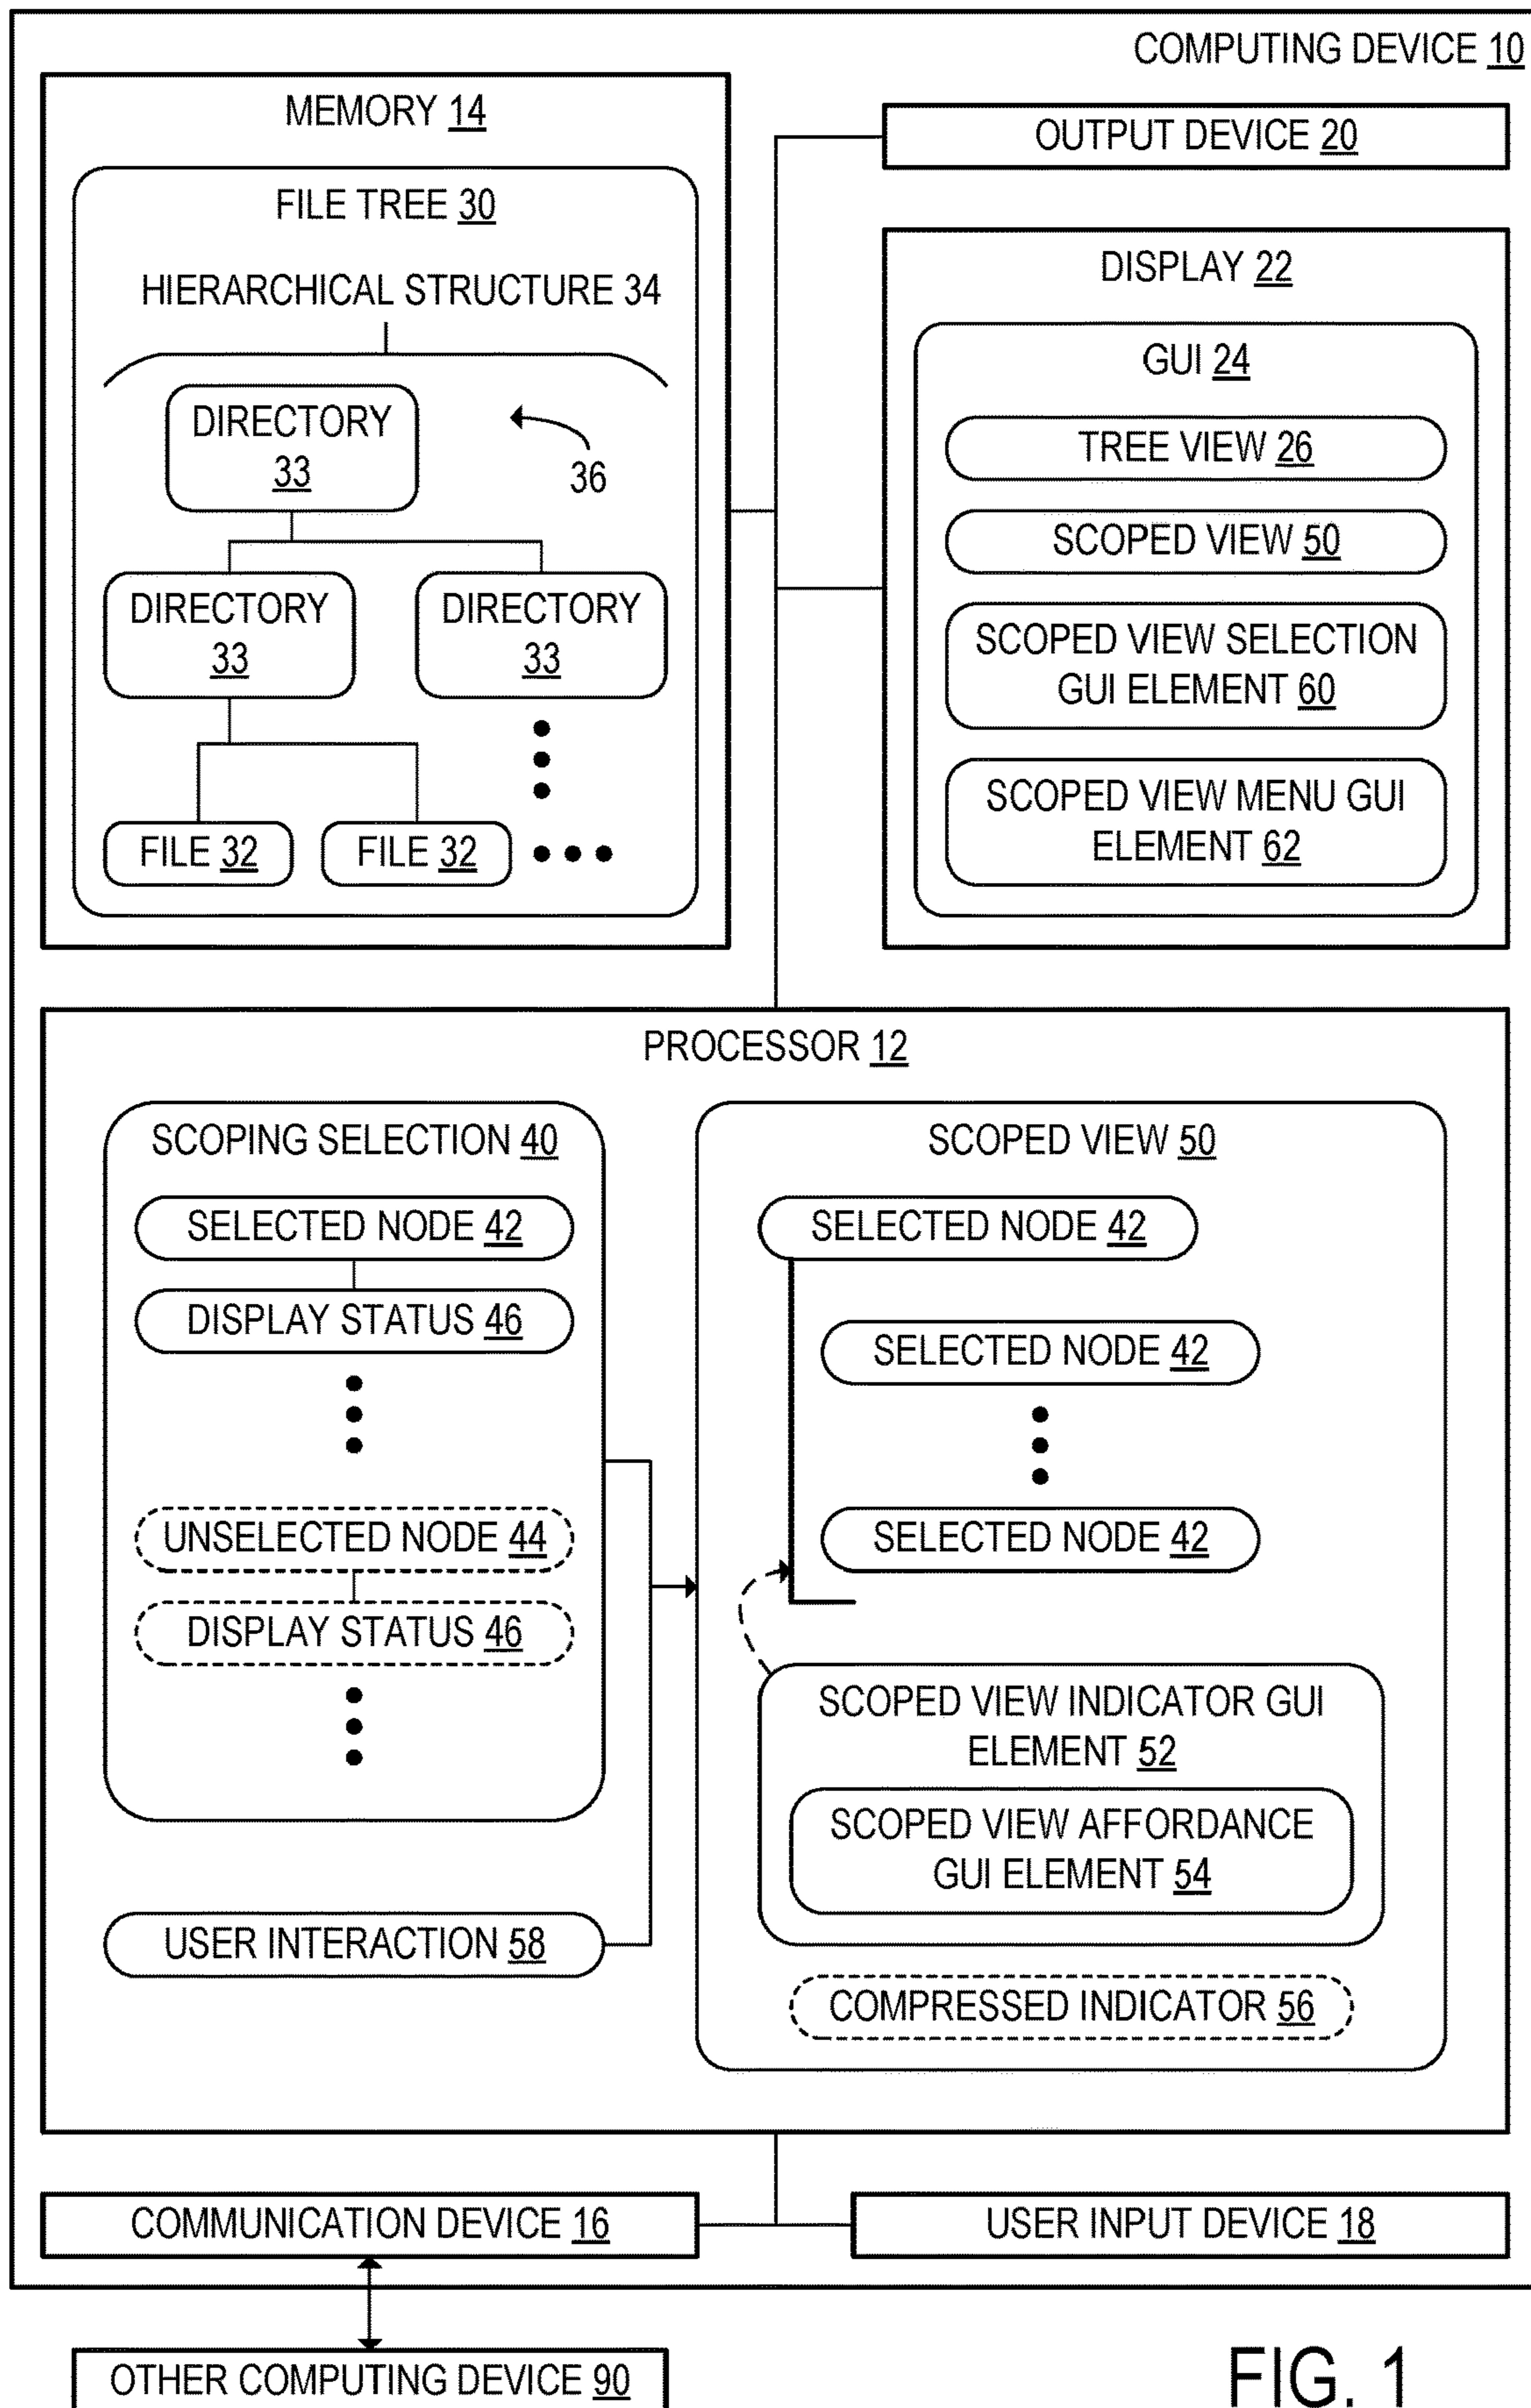 COMPUTING DEVICE 10
MEMORY 14
FILE TREE 30
HIERARCHICAL STRUCTURE 34
DIRECTORY
33
36
DIRECTORY
33
DIRECTORY
33
FILE 32
FILE 32
OUTPUT DEVICE 20
DISPLAY 22
GUI 24
TREE VIEW 26
SCOPED VIEW 50
SCOPED VIEW SELECTION
GUI ELEMENT 60
SCOPED VIEW MENU GUI
ELEMENT 62
PROCESSOR 12
SCOPING SELECTION 40
SELECTED NODE 42
DISPLAY STATUS 46
UNSELECTED NODE 44
DISPLAY STATUS 46
USER INTERACTION 58
SCOPED VIEW 50
SELECTED NODE 42
SELECTED NODE 42
SELECTED NODE 42
SCOPED VIEW INDICATOR GUI
ELEMENT 52
SCOPED VIEW AFFORDANCE
GUI ELEMENT 54
COMPRESSED INDICATOR 56
COMMUNICATION DEVICE 16
USER INPUT DEVICE 18
OTHER COMPUTING DEVICE 90
FIG. 1